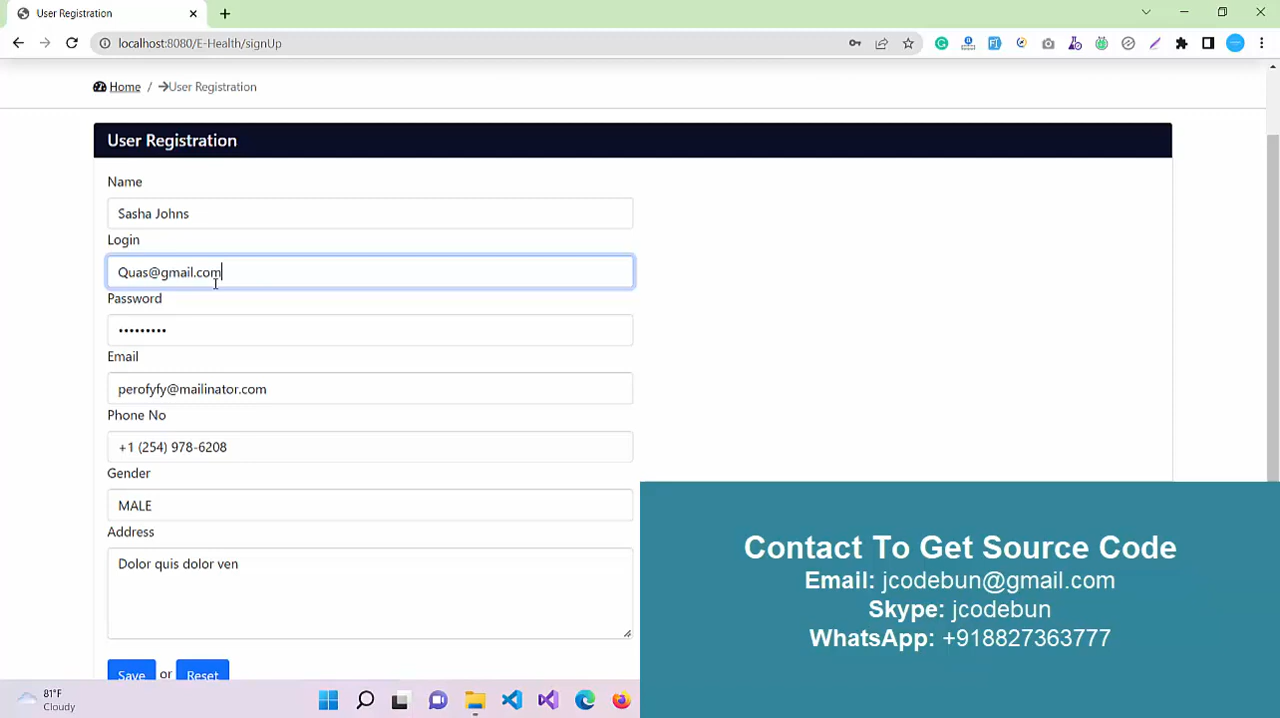 User Registration
localhost:8080/E-Health/signUp
Home / User Registration
User Registration
Name
Sasha Johns
Login
Quas@gmail.com
Password
•••••••••
Email
perofyfy@mailinator.com
Phone No
+1 (254) 978-6208
Gender
MALE
Address
Dolor quis dolor ven
Save or Reset
Contact To Get Source Code
Email: jcodebun@gmail.com
Skype: jcodebun
WhatsApp: +918827363777
81°F
Cloudy